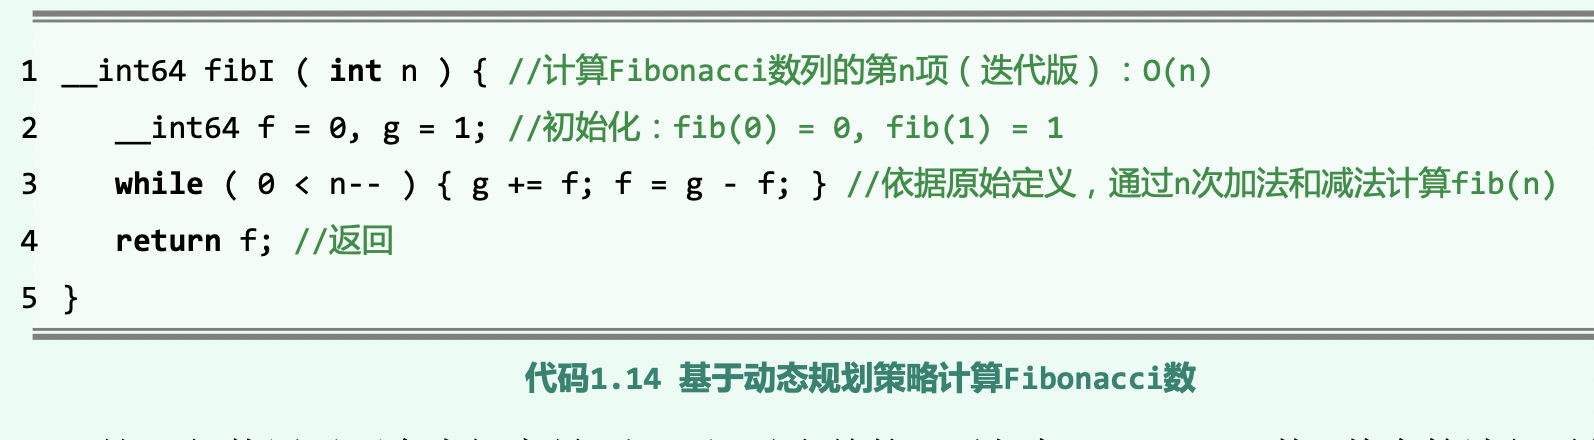 1 __int64 fibI ( int n ) { //计算Fibonacci数列的第n项（迭代版）：O(n)
2 __int64 f = 0, g = 1; //初始化：fib(0) = 0, fib(1) = 1
3 while ( 0 < n-- ) { g += f; f = g - f; } //依据原始定义，通过n次加法和减法计算fib(n)
4 return f; //返回
5 }
代码1.14 基于动态规划策略计算Fibonacci数